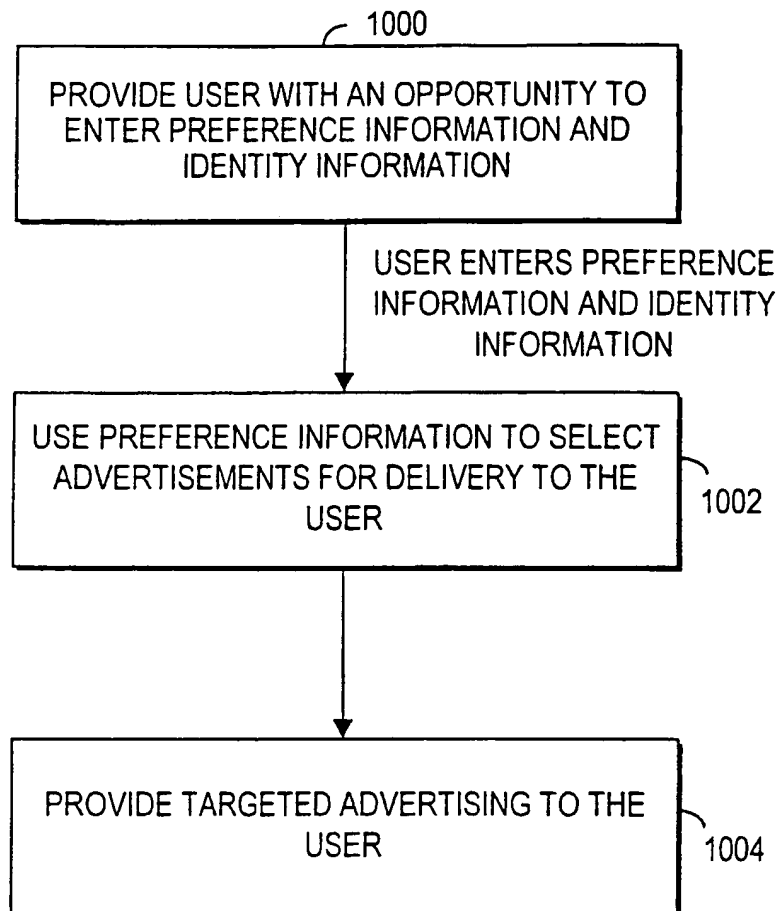 1000
PROVIDE USER WITH AN OPPORTUNITY TO
ENTER PREFERENCE INFORMATION AND
IDENTITY INFORMATION
USER ENTERS PREFERENCE
INFORMATION AND IDENTITY
INFORMATION
USE PREFERENCE INFORMATION TO SELECT
ADVERTISEMENTS FOR DELIVERY TO THE
USER
1002
PROVIDE TARGETED ADVERTISING TO THE
USER
1004